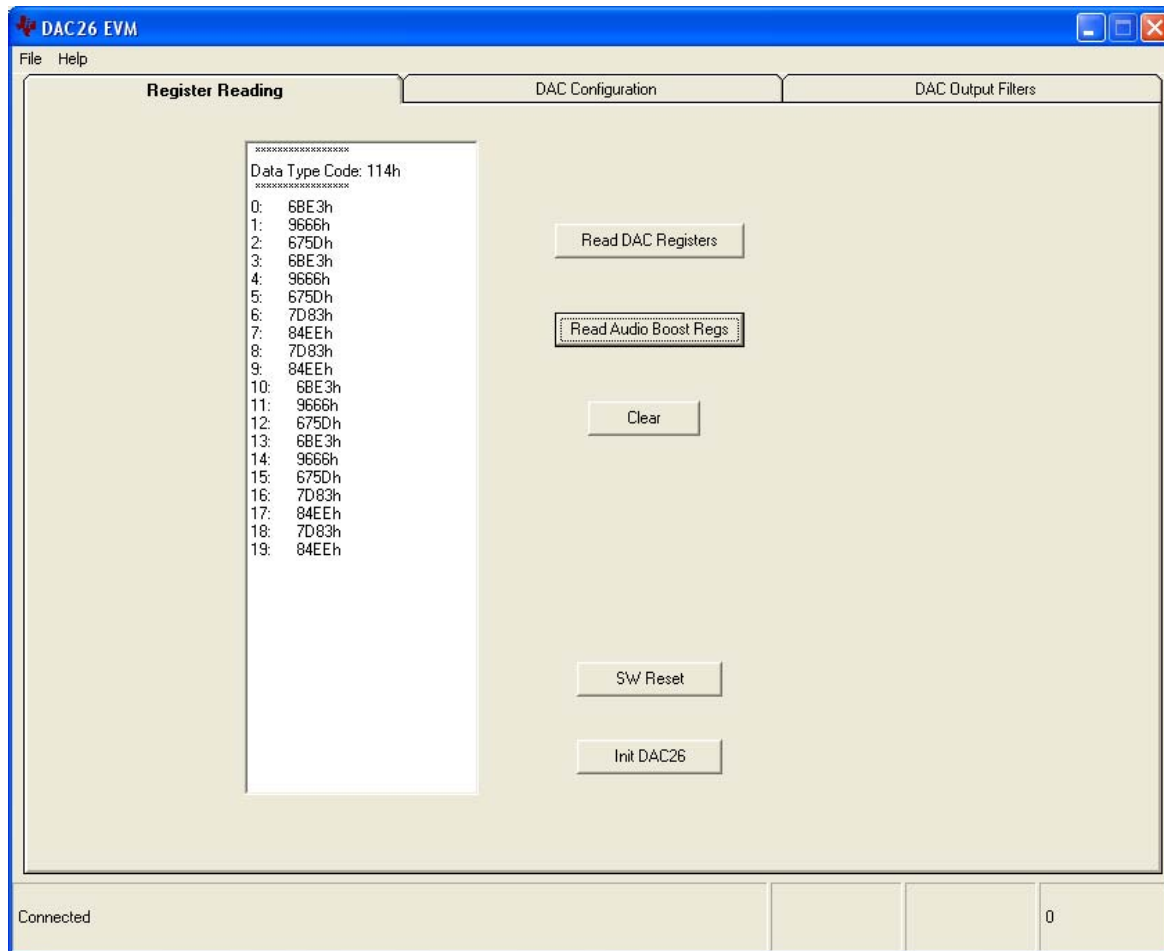 DAC26 EVM
File Help
Register Reading DAC Configuration DAC Output Filters
*****************
Data Type Code: 114h
*****************
0: 6BE3h
1: 9666h
2: 675Dh
3: 6BE3h
4: 9666h
5: 675Dh
6: 7D83h
7: 84EEh
8: 7D83h
9: 84EEh
10: 6BE3h
11: 9666h
12: 675Dh
13: 6BE3h
14: 9666h
15: 675Dh
16: 7D83h
17: 84EEh
18: 7D83h
19: 84EEh
Read DAC Registers
Read Audio Boost Regs
Clear
SW Reset
Init DAC26
Connected 0